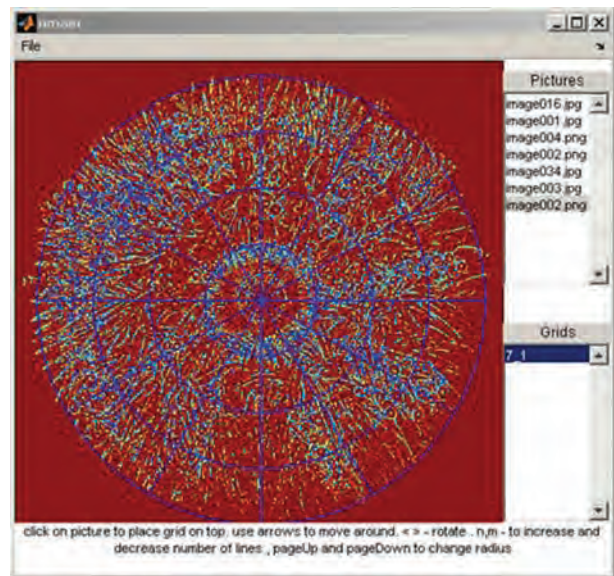 File
Pictures
image016.jpg
image001.jpg
image004.png
image002.png
image034.jpg
image003.jpg
image002.png
Grids
7_1
click on picture to place grid on top. use arrows to move around. < > - rotate . n,m - to increase and
decrease number of lines , pageUp and pageDown to change radius